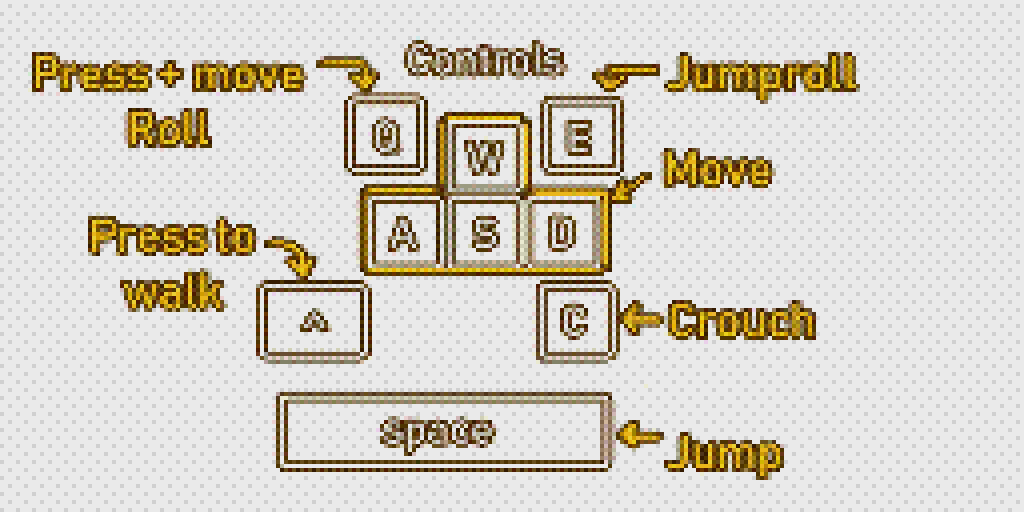 Controls
Press + move
Roll
Jumproll
Q
W
E
Move
A
S
D
Press to
walk
^
C
Crouch
space
Jump